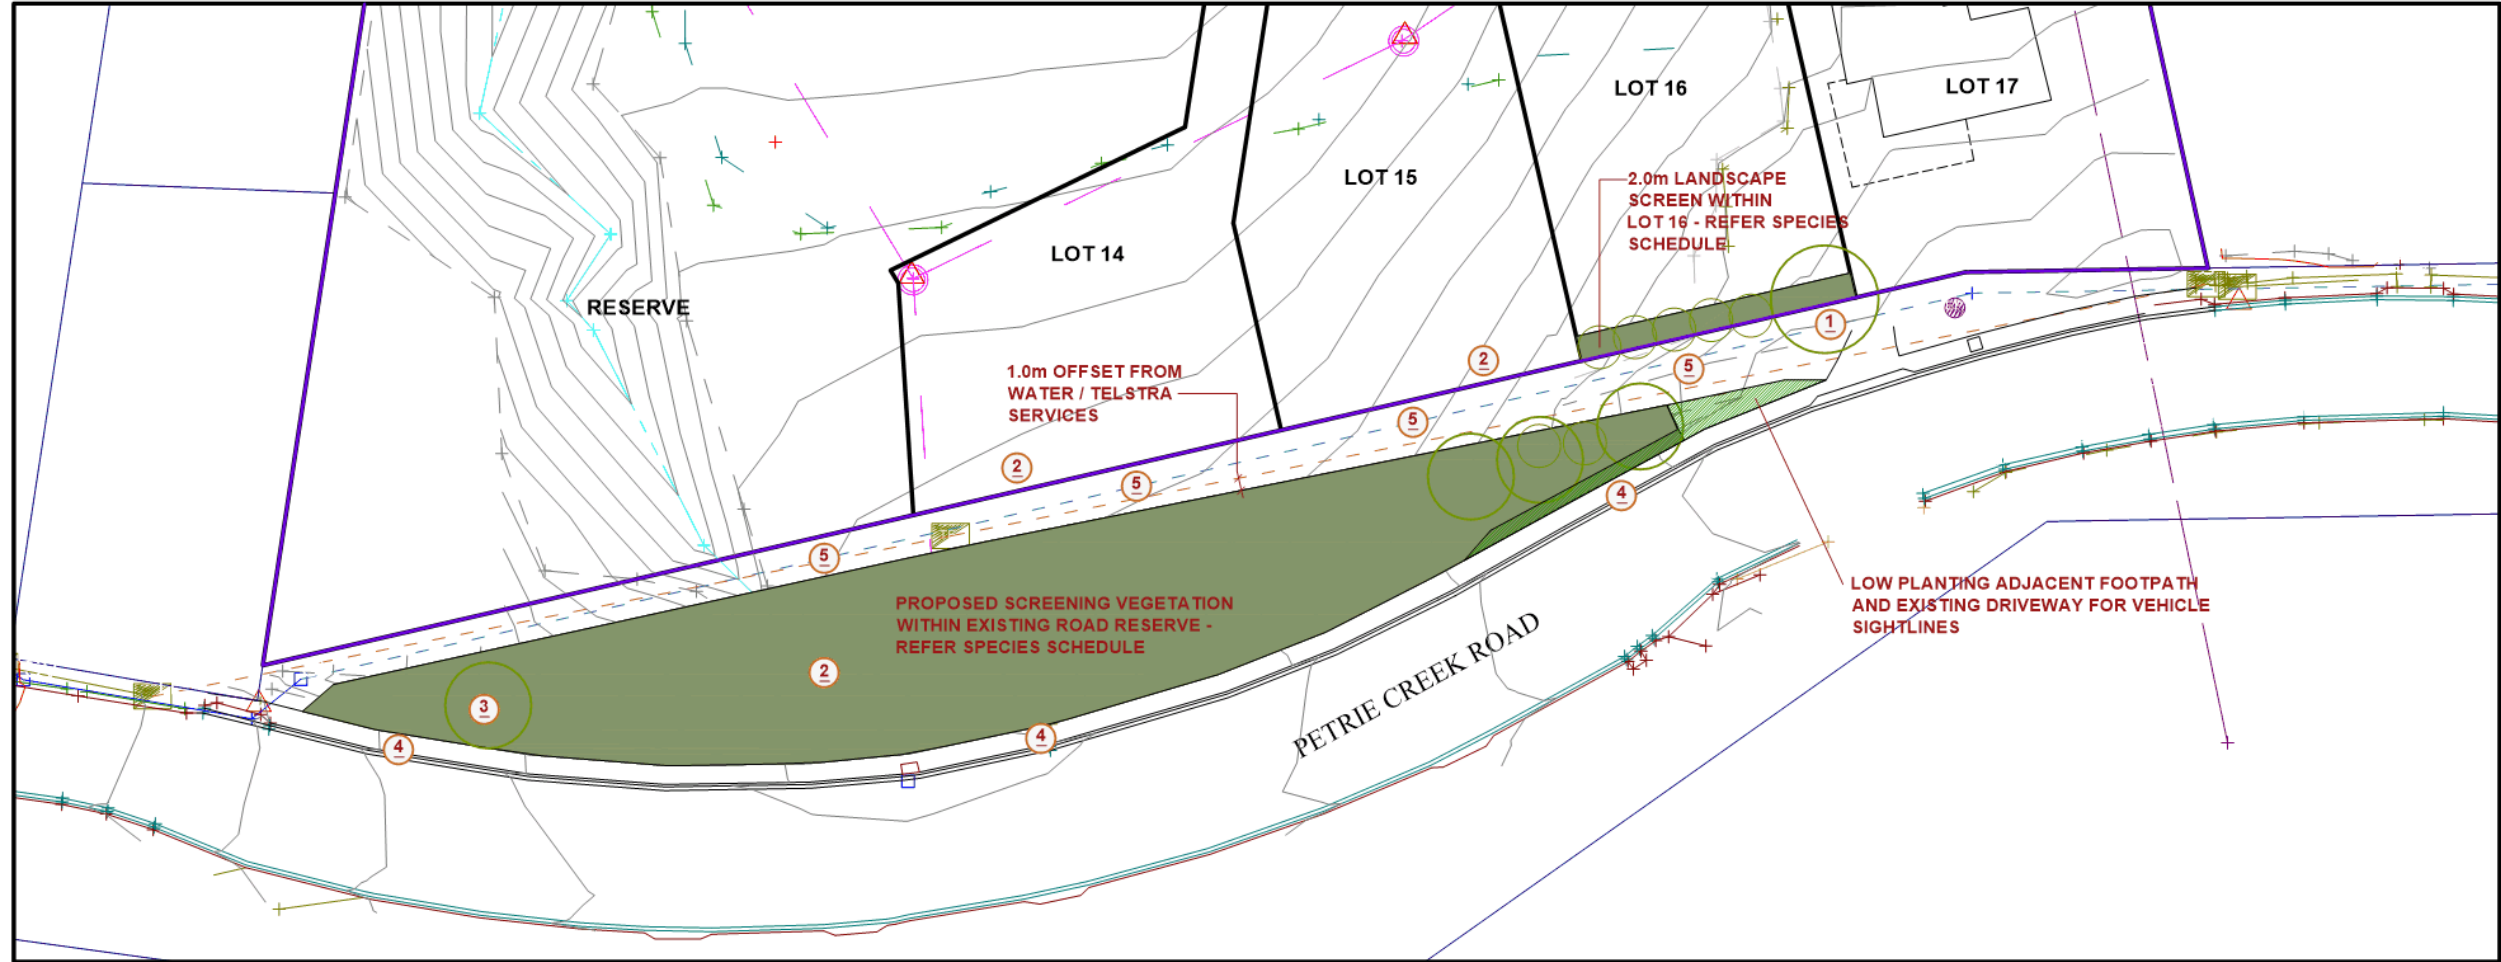 LOT 16
LOT 17
LOT 15
2.0m LANDSCAPE
SCREEN WITHIN
LOT 16 - REFER SPECIES
SCHEDULE
LOT 14
RESERVE
1
2
5
1.0m OFFSET FROM
WATER / TELSTRA
SERVICES
5
2
5
4
5
PROPOSED SCREENING VEGETATION
WITHIN EXISTING ROAD RESERVE -
REFER SPECIES SCHEDULE
LOW PLANTING ADJACENT FOOTPATH
AND EXISTING DRIVEWAY FOR VEHICLE
SIGHTLINES
2
3
PETRIE CREEK ROAD
4
4